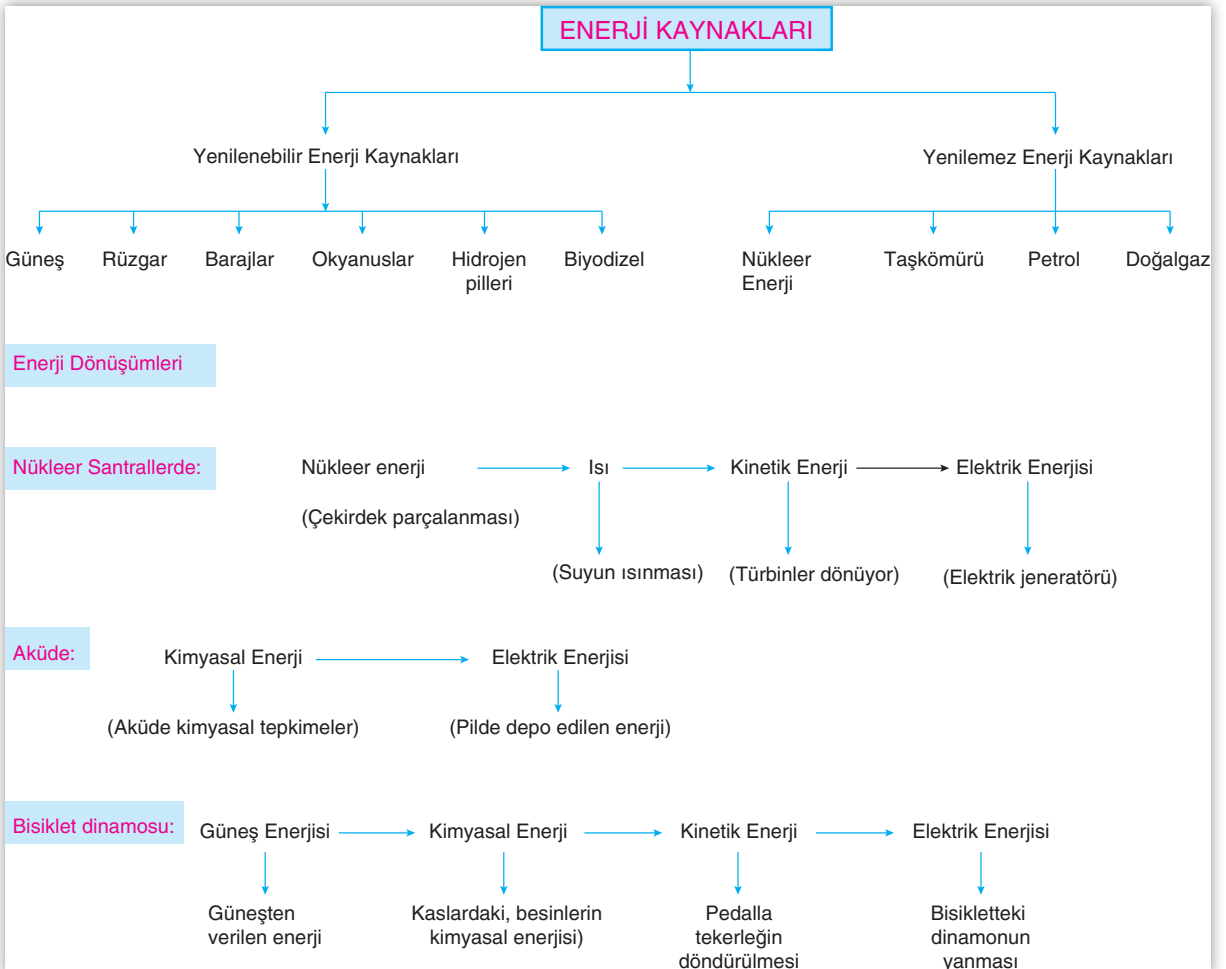 ENERJİ KAYNAKLARI
Yenilenebilir Enerji Kaynakları
Yenilemez Enerji Kaynakları
Güneş
Rüzgar
Barajlar
Okyanuslar
Hidrojen
pilleri
Biyodizel
Nükleer
Enerji
Taşkömürü
Petrol
Doğalgaz
Enerji Dönüşümleri
Nükleer Santrallerde:
Nükleer enerji
Isı
Kinetik Enerji
Elektrik Enerjisi
(Çekirdek parçalanması)
(Suyun ısınması)
(Türbinler dönüyor)
(Elektrik jeneratörü)
Aküde:
Kimyasal Enerji
Elektrik Enerjisi
(Aküde kimyasal tepkimeler)
(Pilde depo edilen enerji)
Bisiklet dinamosu:
Güneş Enerjisi
Kimyasal Enerji
Kinetik Enerji
Elektrik Enerjisi
Güneşten
verilen enerji
Kaslardaki, besinlerin
kimyasal enerjisi)
Pedalla
tekerleğin
döndürülmesi
Bisikletteki
dinamonun
yanması